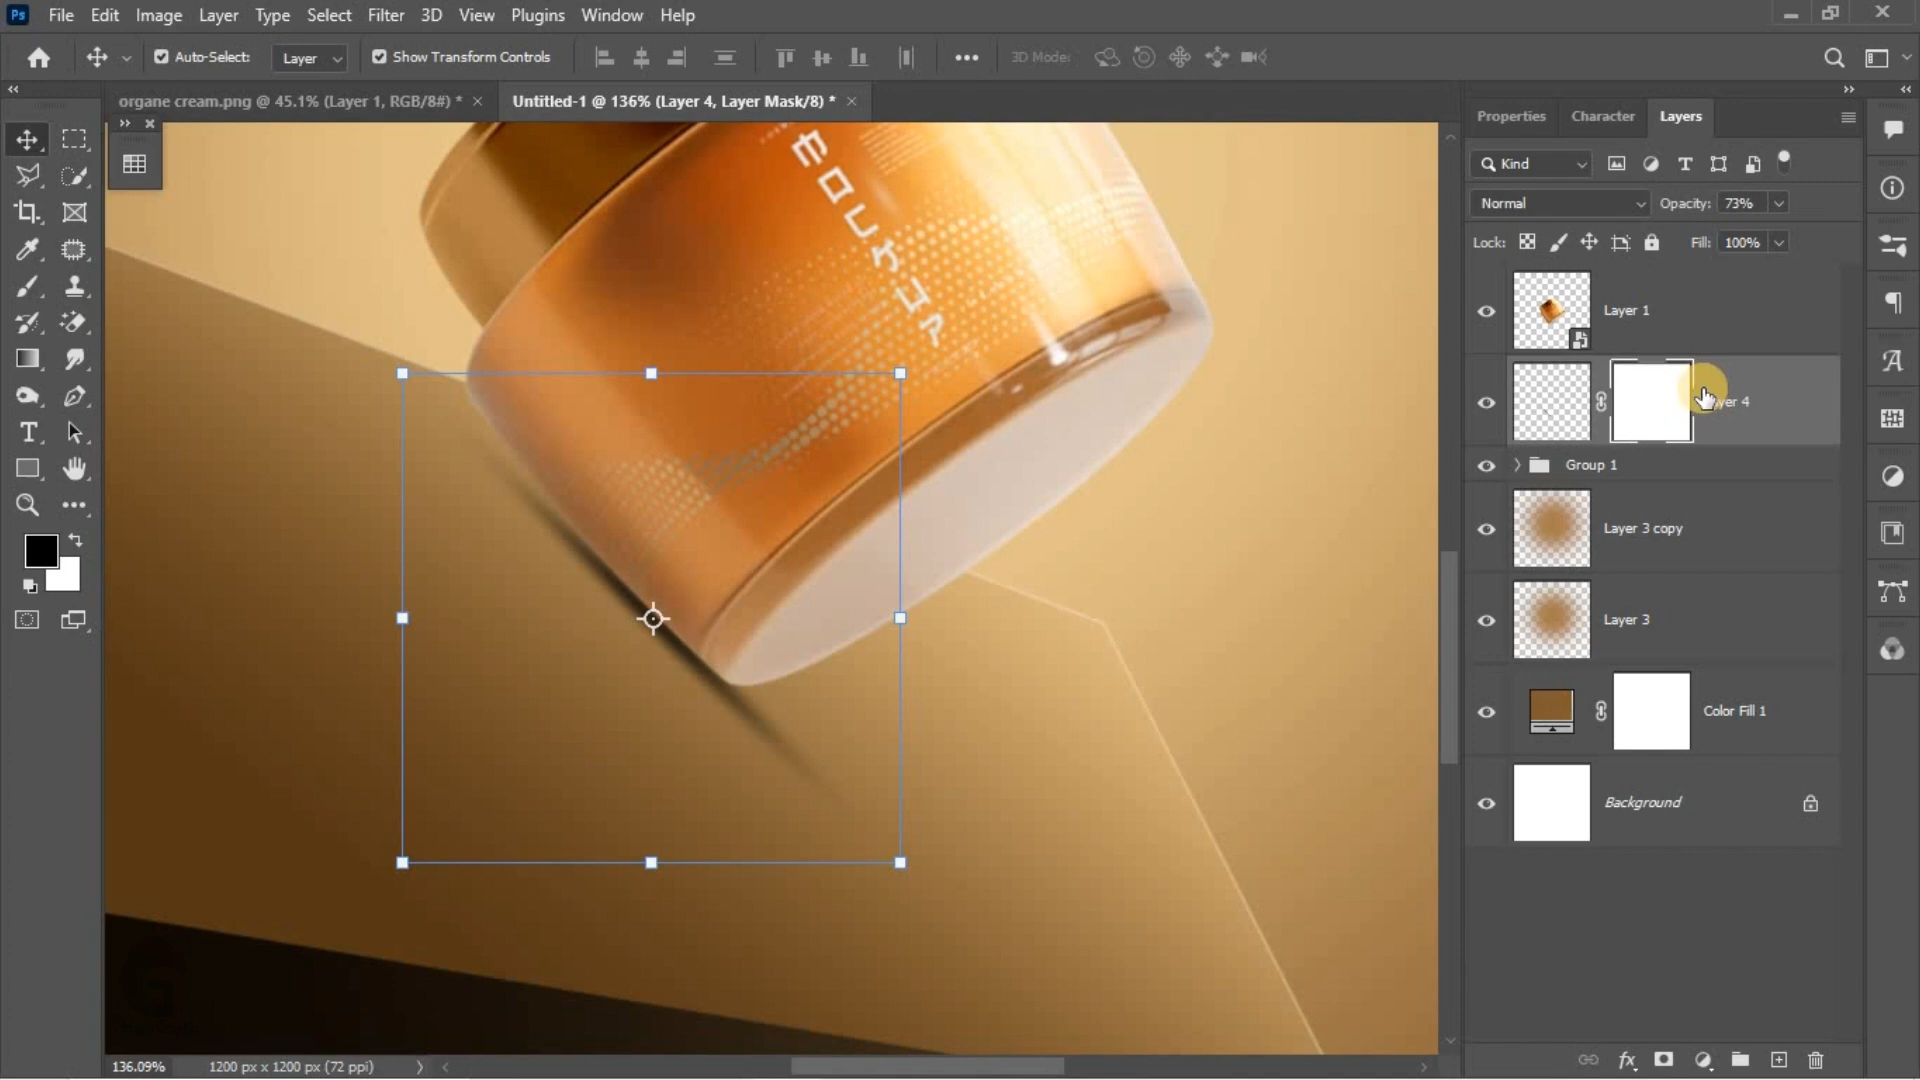 Ps File Edit Image Layer Type Select Filter 3D View Plugins Window Help
Auto-Select: Layer Show Transform Controls 3D Mode:
organe cream.png @ 45.1% (Layer 1, RGB/8#) * Untitled-1 @ 136% (Layer 4, Layer Mask/8) *
Properties Character Layers
Kind
Normal Opacity: 73%
Lock: Fill: 100%
Layer 1
yer 4
Group 1
Layer 3 copy
Layer 3
Color Fill 1
Background
136.09% 1200 px x 1200 px (72 ppi)